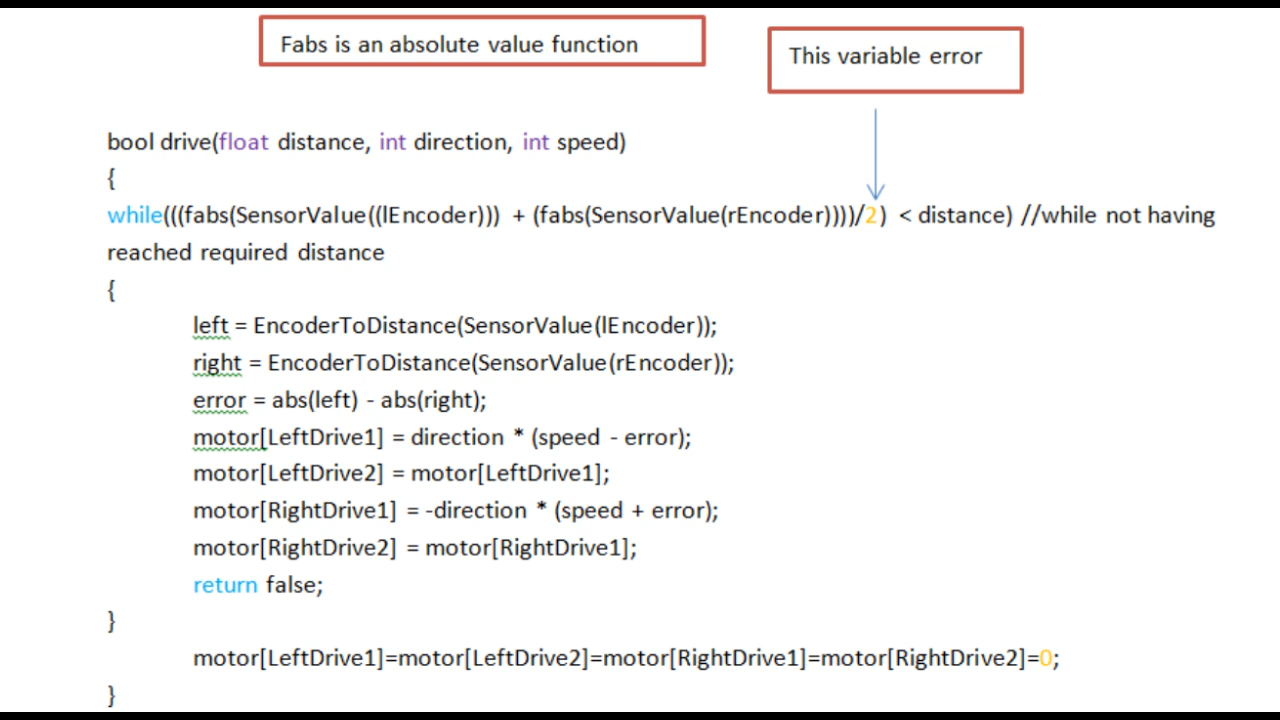 Fabs is an absolute value function
This variable error
bool drive(float distance, int direction, int speed)
{
while(((fabs(SensorValue((lEncoder))) + (fabs(SensorValue(rEncoder))))/2) < distance) //while not having
reached required distance
{
left = EncoderToDistance(SensorValue(lEncoder));
right = EncoderToDistance(SensorValue(rEncoder));
error = abs(left) - abs(right);
motor[LeftDrive1] = direction * (speed - error);
motor[LeftDrive2] = motor[LeftDrive1];
motor[RightDrive1] = -direction * (speed + error);
motor[RightDrive2] = motor[RightDrive1];
return false;
}
motor[LeftDrive1]=motor[LeftDrive2]=motor[RightDrive1]=motor[RightDrive2]=0;
}